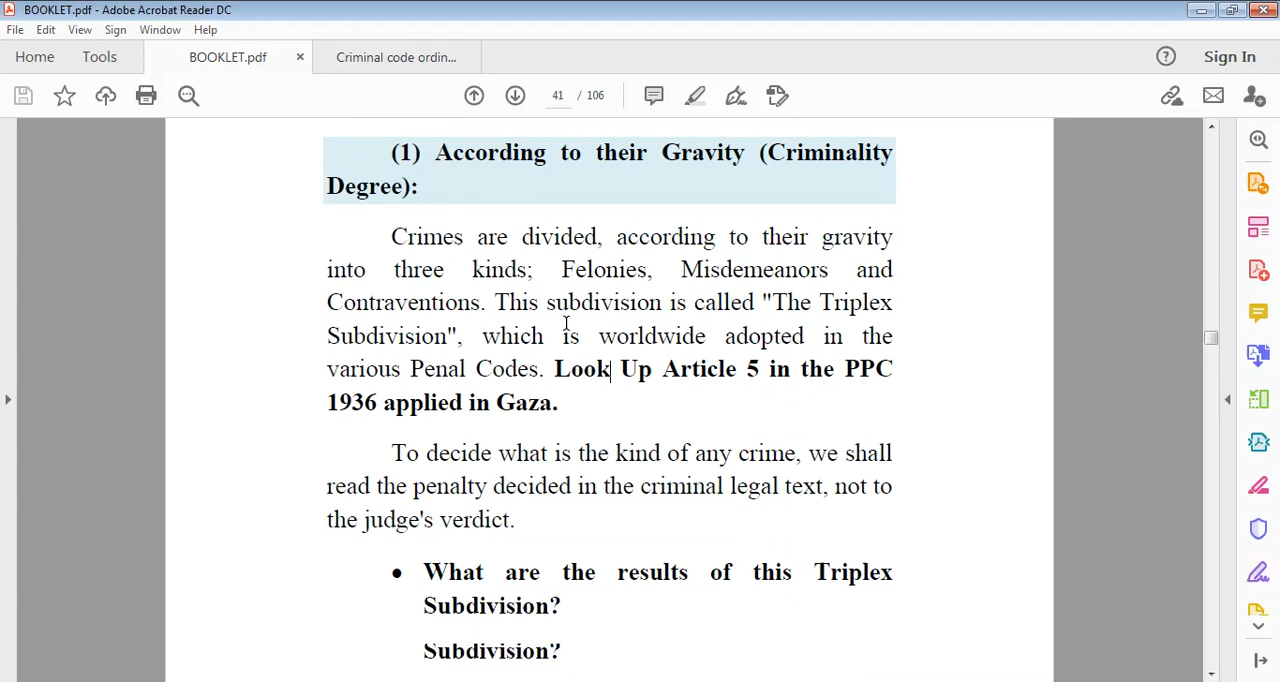 BOOKLET.pdf - Adobe Acrobat Reader DC
File Edit View Sign Window Help
Home Tools BOOKLET.pdf × Criminal code ordin... Sign In
41 / 106
(1) According to their Gravity (Criminality
Degree):
Crimes are divided, according to their gravity
into three kinds; Felonies, Misdemeanors and
Contraventions. This subdivision is called "The Triplex
Subdivision", which is worldwide adopted in the
various Penal Codes. Look Up Article 5 in the PPC
1936 applied in Gaza.
To decide what is the kind of any crime, we shall
read the penalty decided in the criminal legal text, not to
the judge's verdict.
• What are the results of this Triplex
Subdivision?
Subdivision?